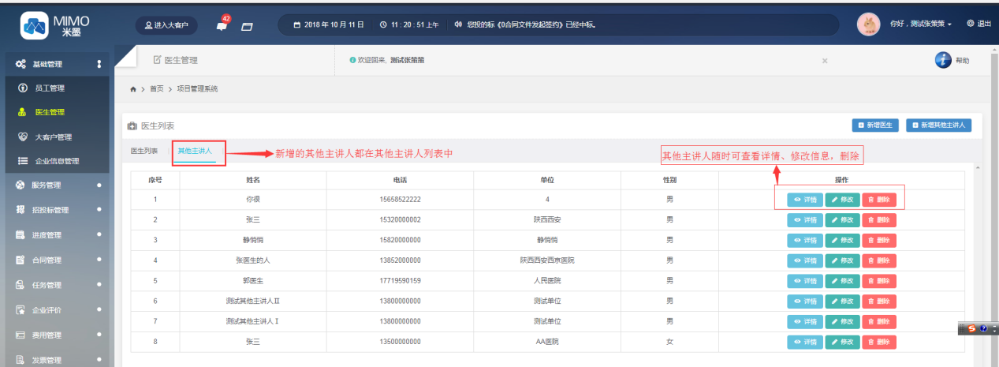 MIMO
米墨
进入大客户
42
2018 年 10 月 11 日
11 : 20 : 51 上午
您投的标《0合同文件发起签约》已经中标。
你好，测试张策策
退出
基础管理
员工管理
医生管理
大客户管理
企业信息管理
服务管理
招投标管理
进度管理
合同管理
任务管理
企业评价
费用管理
发票管理
医生管理
欢迎回来, 测试张策策
×
帮助
首页 > 项目管理系统
医生列表
新增医生
新增其他主讲人
医生列表
其他主讲人
新增的其他主讲人都在其他主讲人列表中
其他主讲人随时可查看详情、修改信息，删除
序号 姓名 电话 单位 性别 操作
1 你很 15658522222 4 男 详情 修改 删除
2 张三 15320000002 陕西西安 男 详情 修改 删除
3 静悄悄 15820000000 静悄悄 男 详情 修改 删除
4 张医生的人 13852000000 陕西西安西京医院 男 详情 修改 删除
5 郭医生 17719590159 人民医院 男 详情 修改 删除
6 测试其他主讲人Ⅱ 13800000000 测试单位 男 详情 修改 删除
7 测试其他主讲人Ⅰ 13800000000 测试单位 男 详情 修改 删除
8 张三 13500000000 AA医院 女 详情 修改 删除